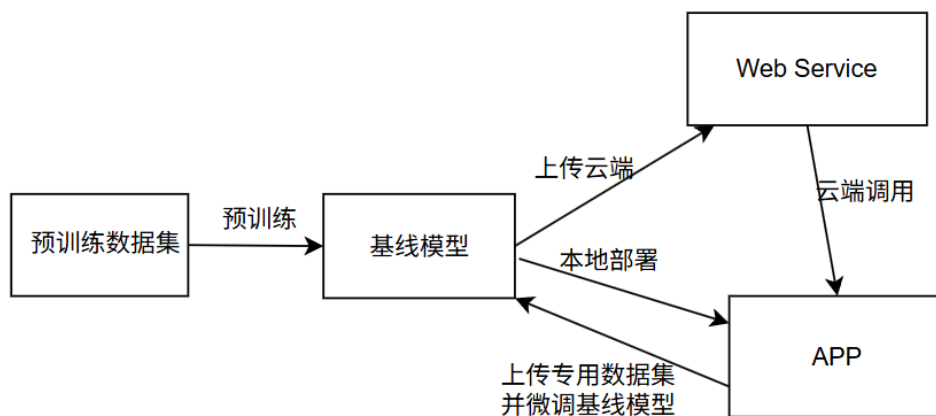 Web Service
上传云端
云端调用
预训练数据集
预训练
基线模型
本地部署
APP
上传专用数据集
并微调基线模型